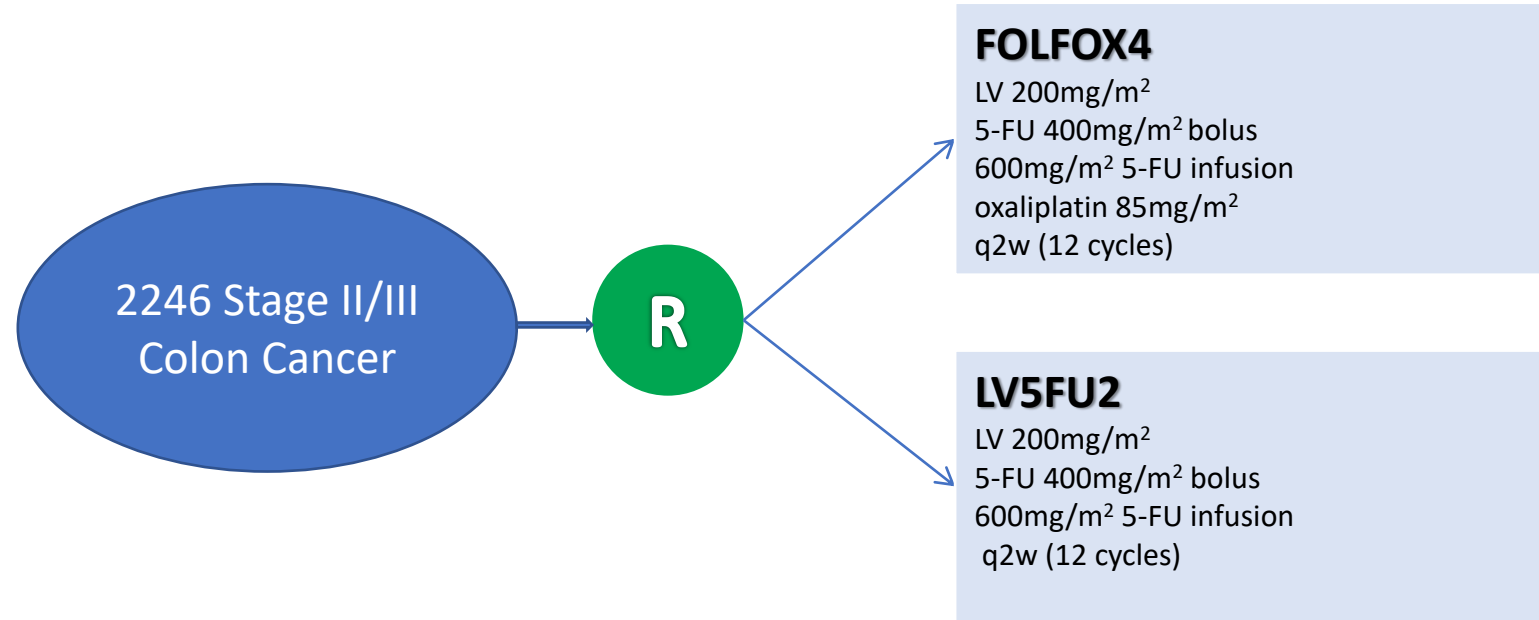 2246 Stage II/III
Colon Cancer
R
FOLFOX4
LV 200mg/m²
5-FU 400mg/m² bolus
600mg/m² 5-FU infusion
oxaliplatin 85mg/m²
q2w (12 cycles)
LV5FU2
LV 200mg/m²
5-FU 400mg/m² bolus
600mg/m² 5-FU infusion
q2w (12 cycles)